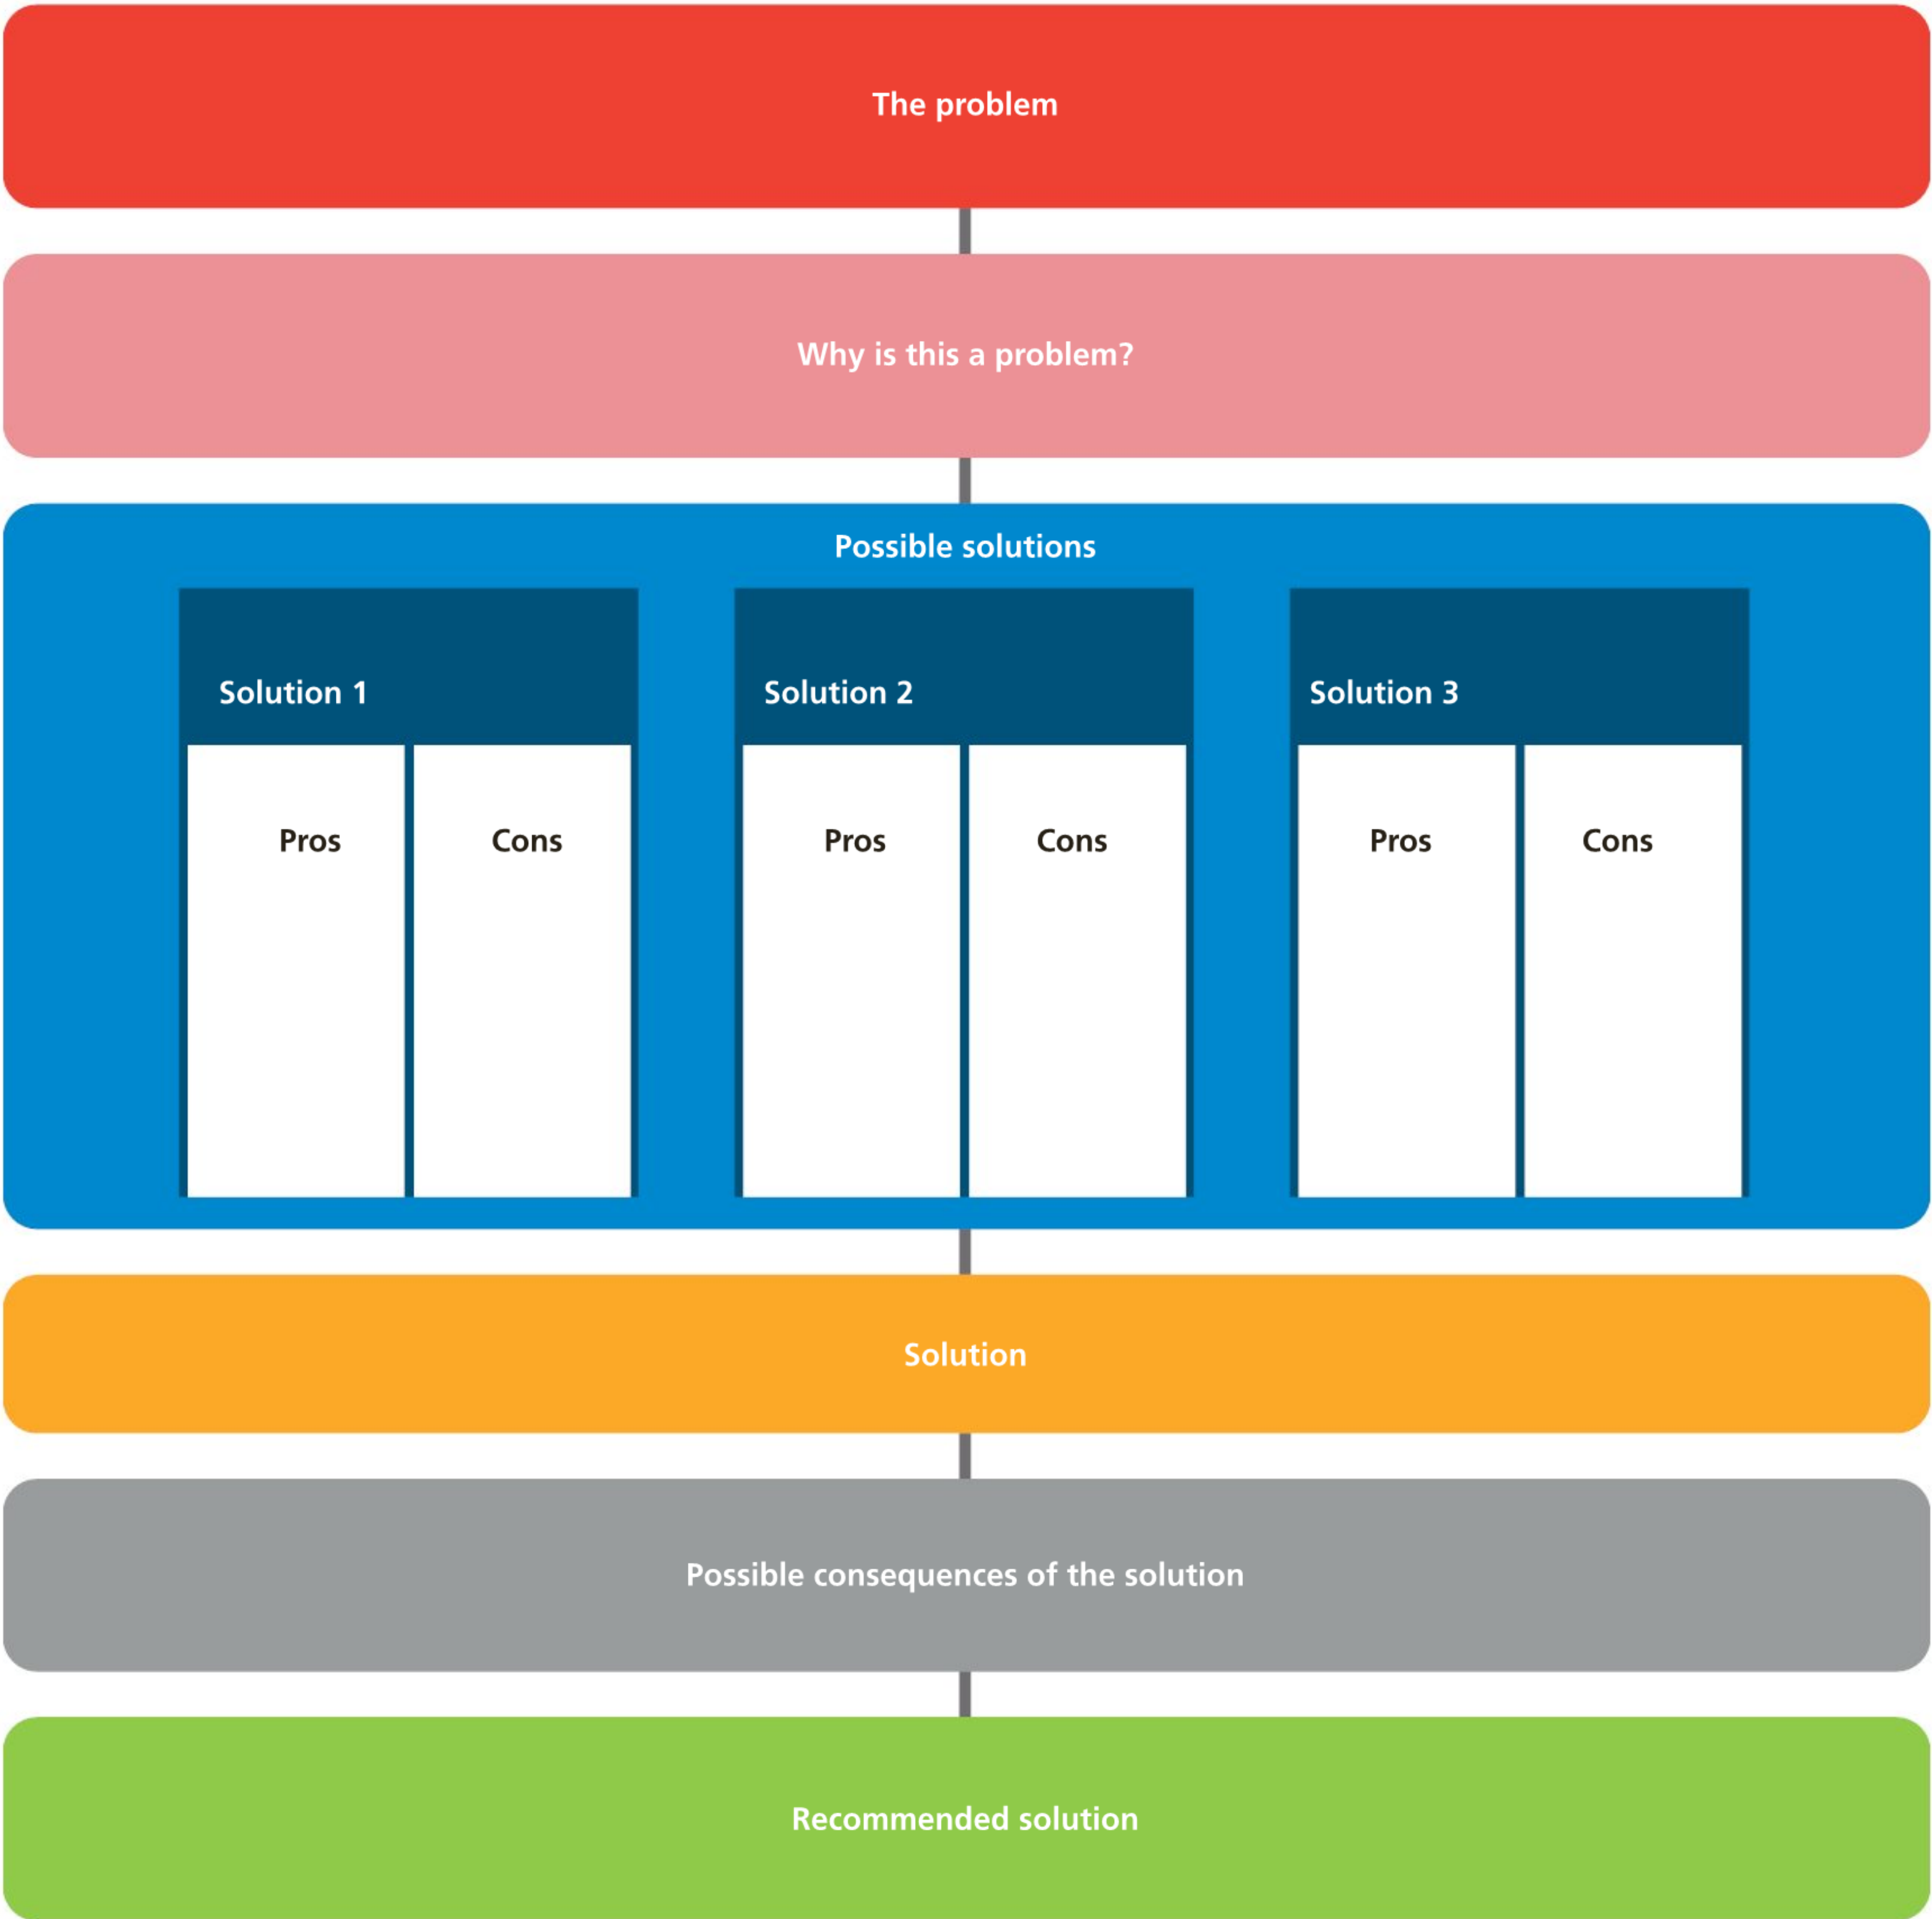 The problem
Why is this a problem?
Possible solutions
Solution 1
Solution 2
Solution 3
Pros
Cons
Pros
Cons
Pros
Cons
Solution
Possible consequences of the solution
Recommended solution